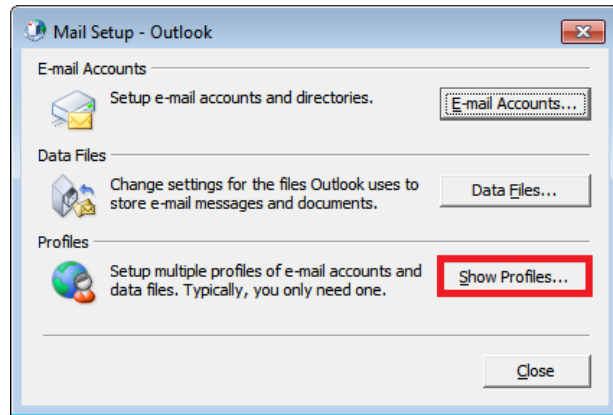 Mail Setup - Outlook
E-mail Accounts
Setup e-mail accounts and directories.
E-mail Accounts...
Data Files
Change settings for the files Outlook uses to
store e-mail messages and documents.
Data Files...
Profiles
Setup multiple profiles of e-mail accounts and
data files. Typically, you only need one.
Show Profiles...
Close